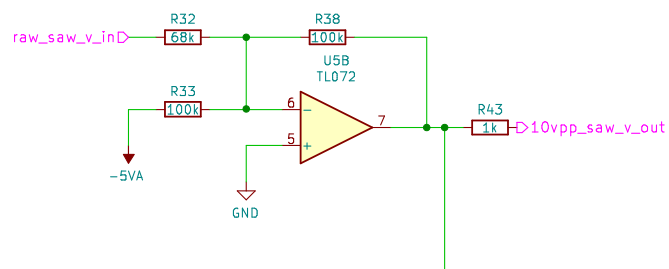 R32
R38
raw_saw_v_in
68k
100k
U5B
TL072
R33
100k
6
-
7
R43
1k
10vpp_saw_v_out
5
+
-5VA
GND